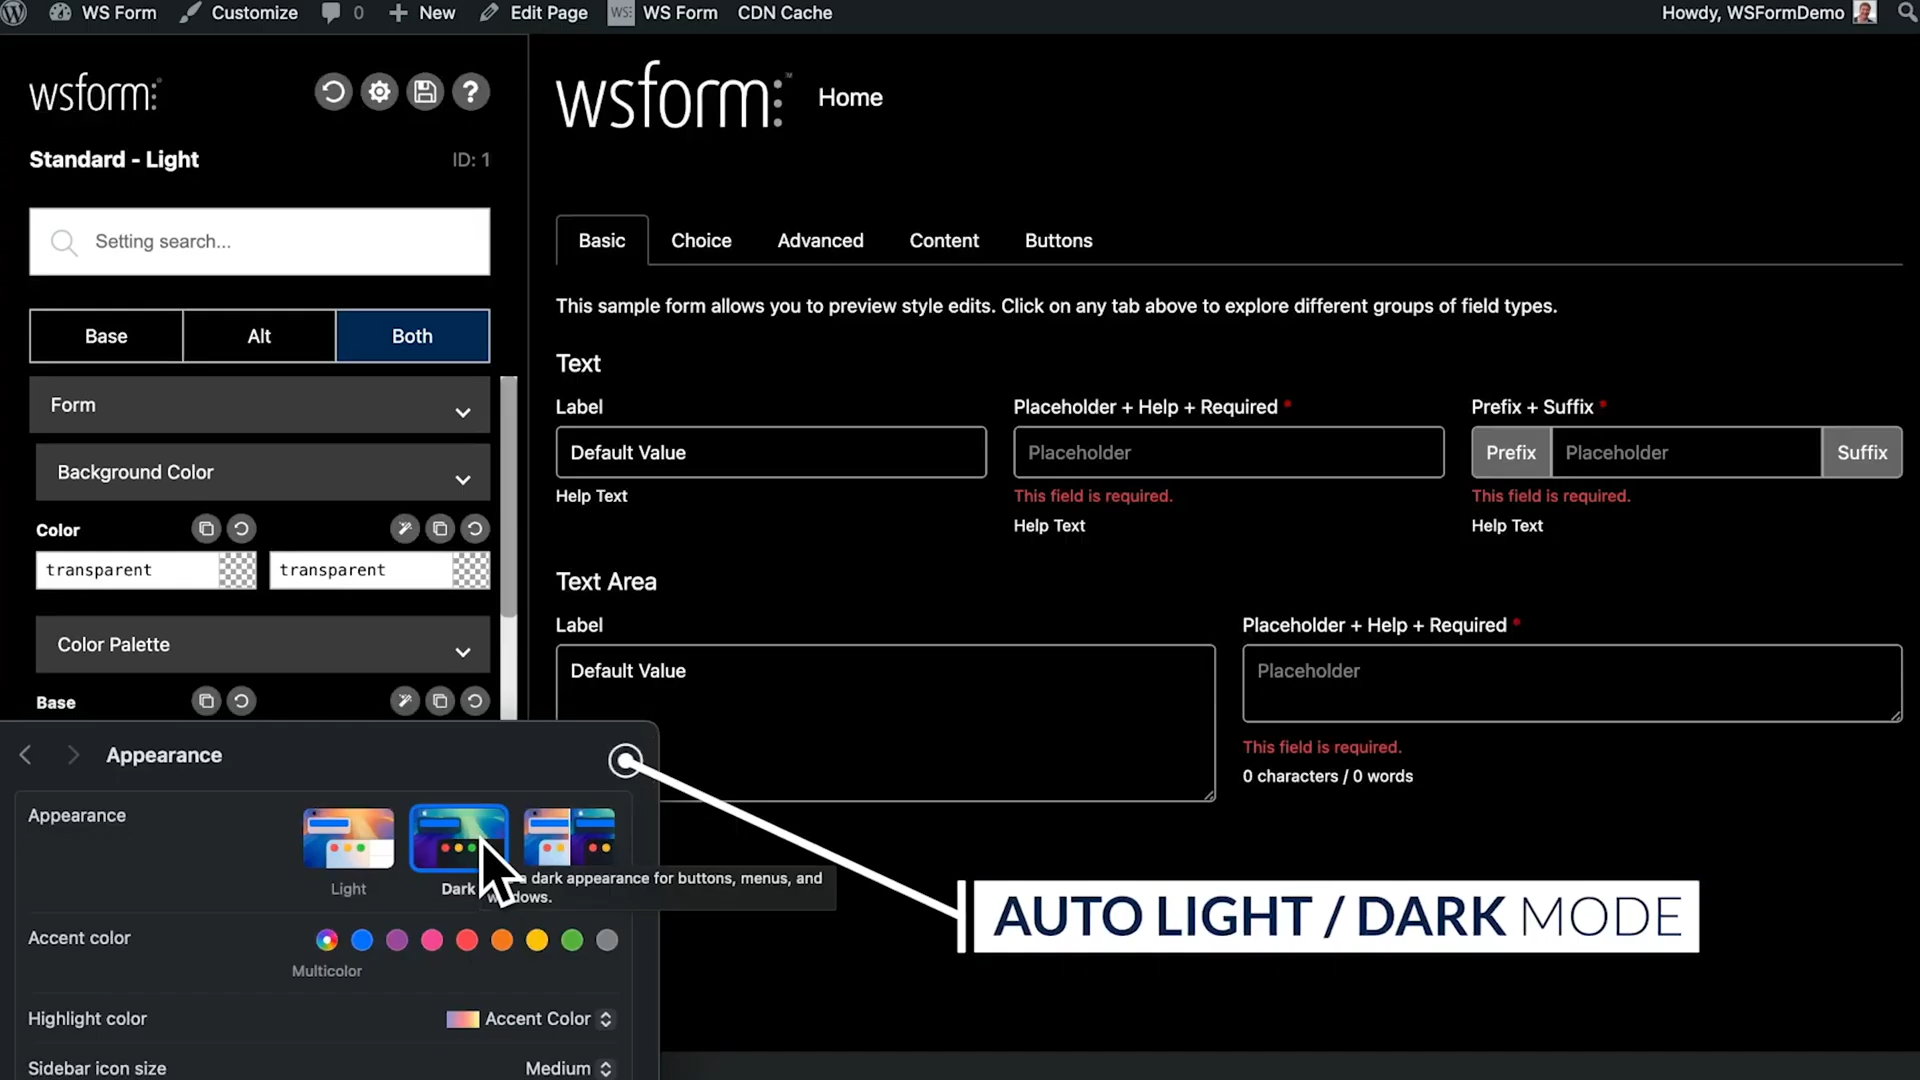 WS Form Customize 0 New Edit Page WSF WS Form CDN Cache Howdy, WSFormDemo
wsform
Standard - Light ID: 1
Setting search...
Base Alt Both
Form
Background Color
Color
transparent transparent
Color Palette
Base
wsform Home
Basic Choice Advanced Content Buttons
This sample form allows you to preview style edits. Click on any tab above to explore different groups of field types.
Text
Label Placeholder + Help + Required * Prefix + Suffix *
Default Value Placeholder Prefix Placeholder Suffix
Help Text This field is required. This field is required.
Help Text Help Text
Text Area
Label Placeholder + Help + Required *
Default Value Placeholder
This field is required.
0 characters / 0 words
Appearance
Appearance
Light Dark
a dark appearance for buttons, menus, and
Accent color
Multicolor
Highlight color Accent Color
Sidebar icon size Medium
AUTO LIGHT / DARK MODE